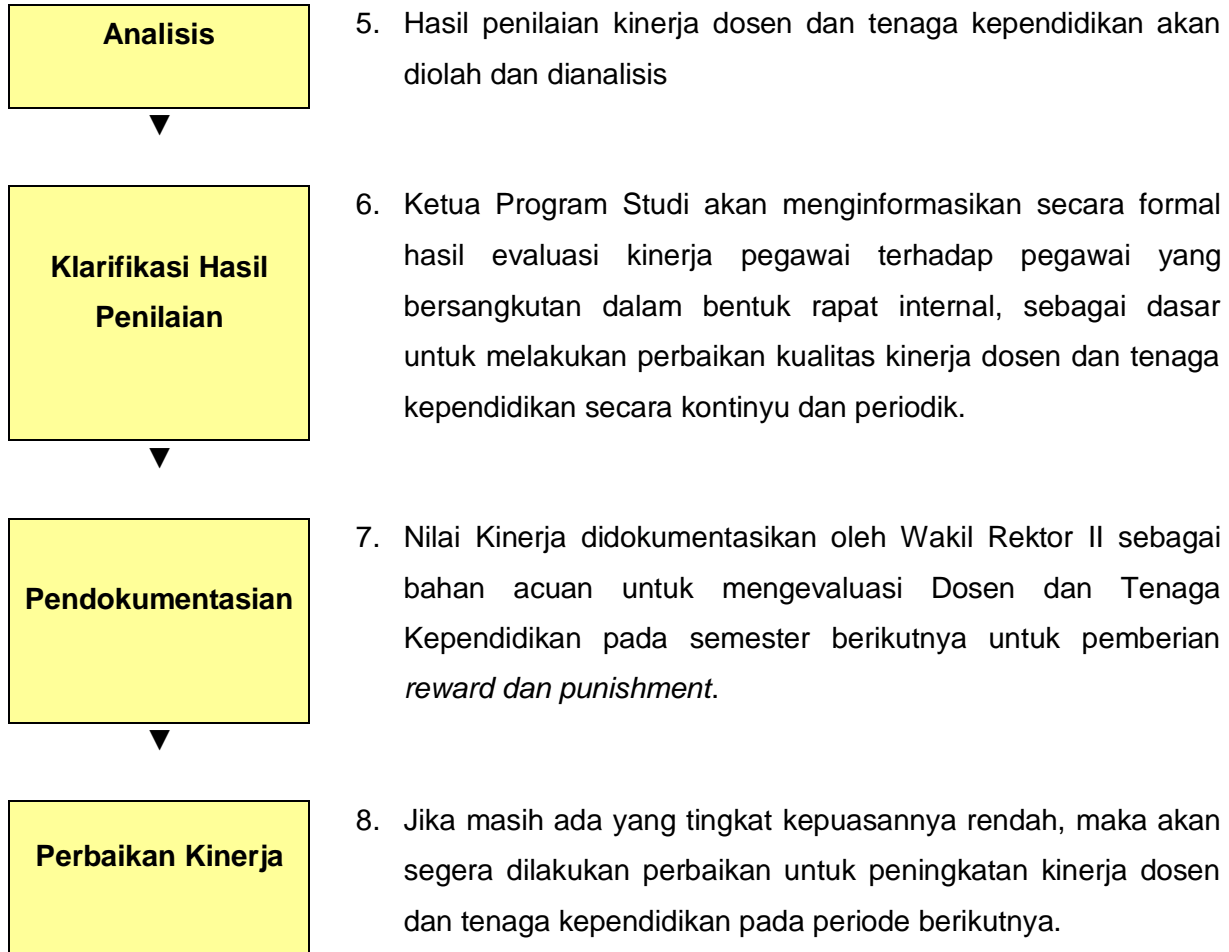 Analisis
5. Hasil penilaian kinerja dosen dan tenaga kependidikan akan
diolah dan dianalisis
▼
Klarifikasi Hasil
Penilaian
6. Ketua Program Studi akan menginformasikan secara formal
hasil evaluasi kinerja pegawai terhadap pegawai yang
bersangkutan dalam bentuk rapat internal, sebagai dasar
untuk melakukan perbaikan kualitas kinerja dosen dan tenaga
kependidikan secara kontinyu dan periodik.
▼
Pendokumentasian
7. Nilai Kinerja didokumentasikan oleh Wakil Rektor II sebagai
bahan acuan untuk mengevaluasi Dosen dan Tenaga
Kependidikan pada semester berikutnya untuk pemberian
reward dan punishment.
▼
Perbaikan Kinerja
8. Jika masih ada yang tingkat kepuasannya rendah, maka akan
segera dilakukan perbaikan untuk peningkatan kinerja dosen
dan tenaga kependidikan pada periode berikutnya.